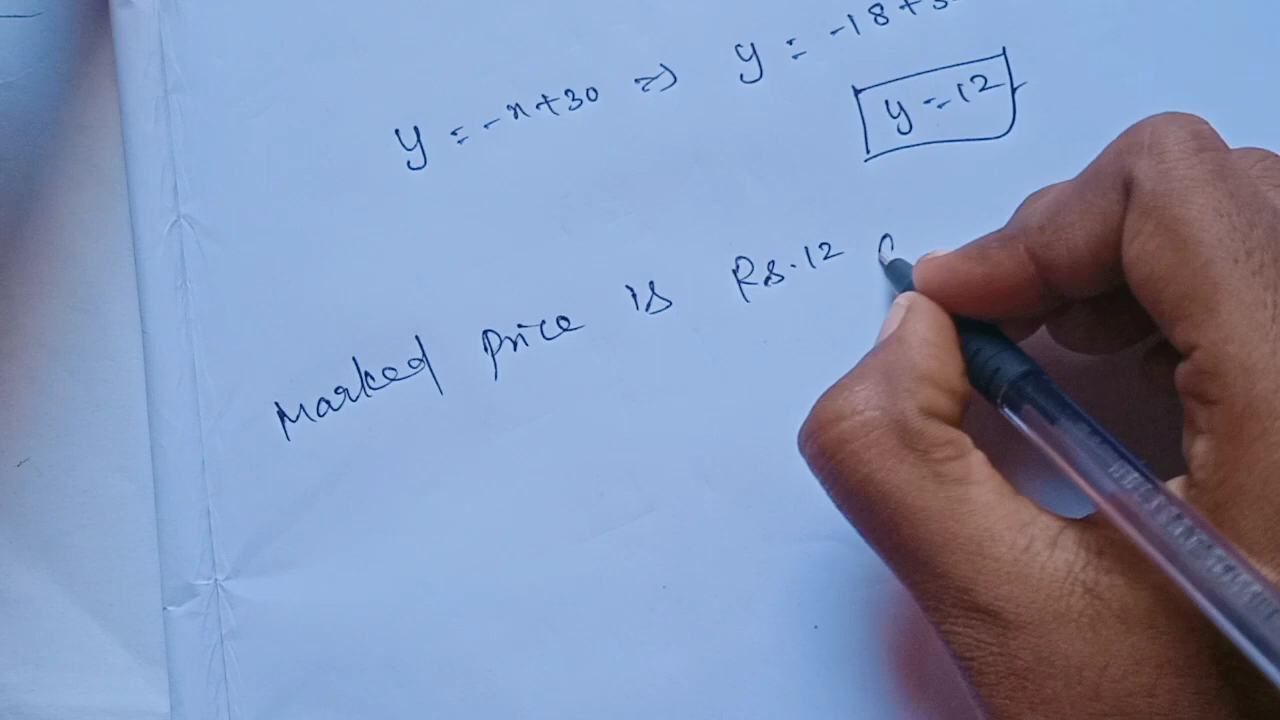 y = -x+30 => y = -18+3
y = 12
Marked price is Rs.12